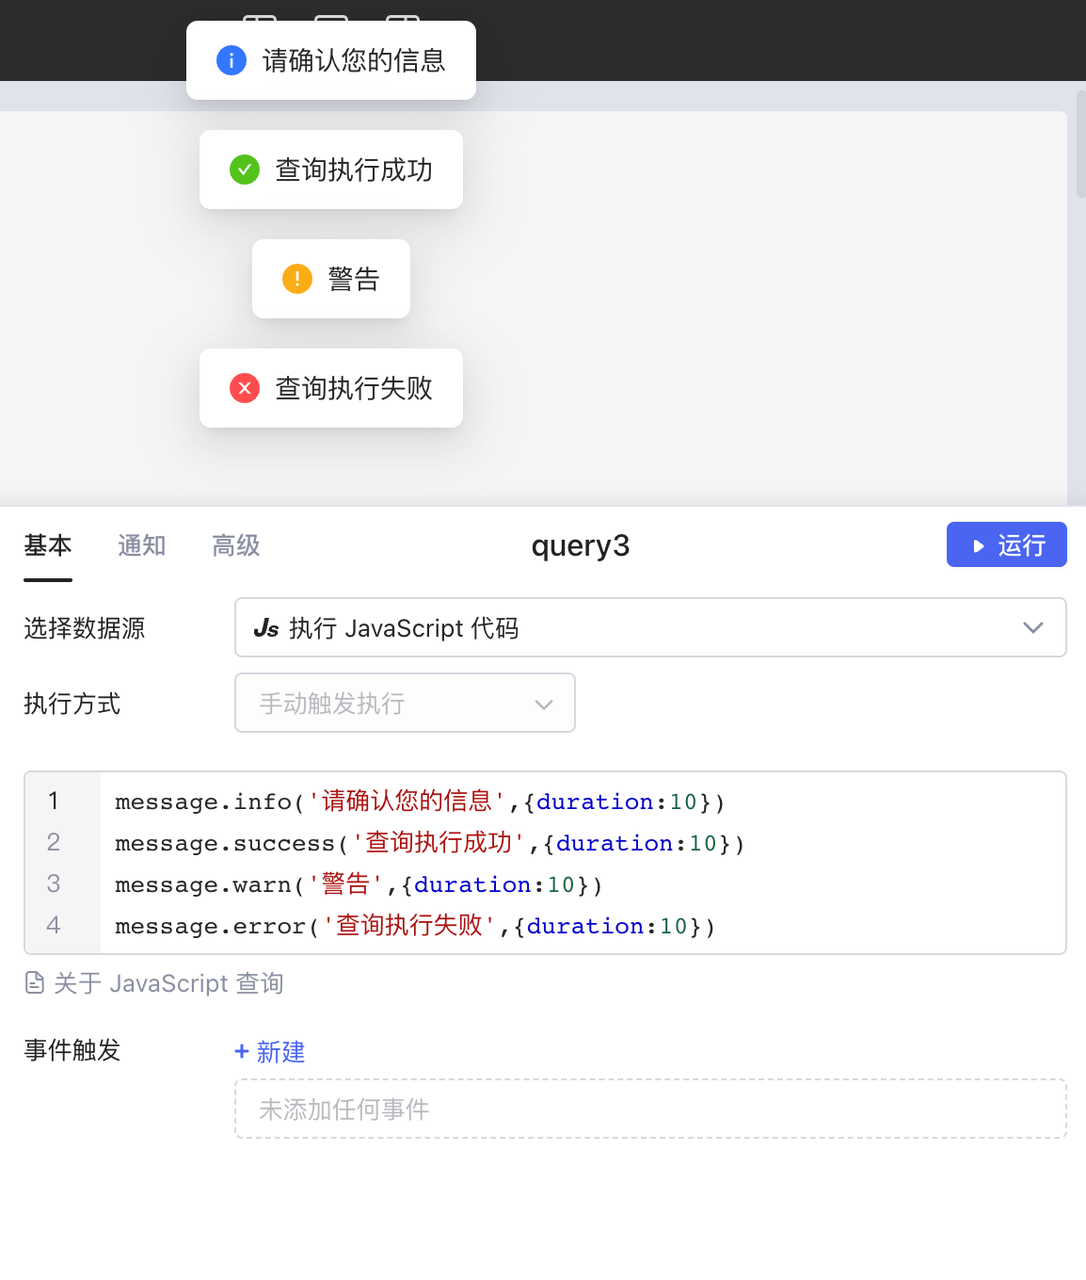 请确认您的信息
查询执行成功
警告
查询执行失败
基本 通知 高级 query3 运行
选择数据源 JS 执行 JavaScript 代码
执行方式 手动触发执行
1 message.info('请确认您的信息',{duration:10})
2 message.success('查询执行成功',{duration:10})
3 message.warn('警告',{duration:10})
4 message.error('查询执行失败',{duration:10})
关于 JavaScript 查询
事件触发 + 新建
未添加任何事件